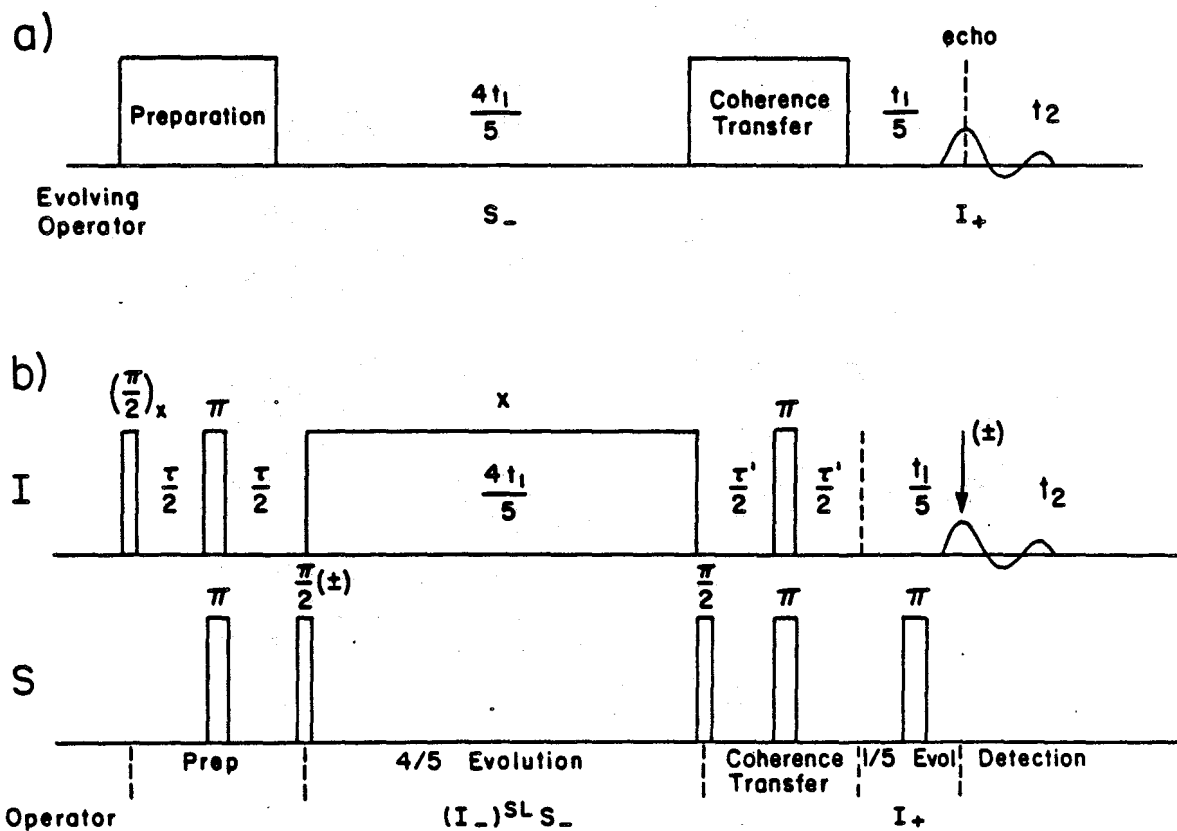 a)
echo
Preparation
4t₁/5
Coherence Transfer
t₁/5
t₂
Evolving Operator
S₋
I₊
b)
(π/2)ₓ
π
x
π
(±)
I
τ/2
τ/2
4t₁/5
τ'/2
τ'/2
t₁/5
t₂
π
π/2 (±)
π/2
π
π
S
Prep
4/5 Evolution
Coherence Transfer
1/5 Evol
Detection
Operator
(I₋)ˢᴸ S₋
I₊